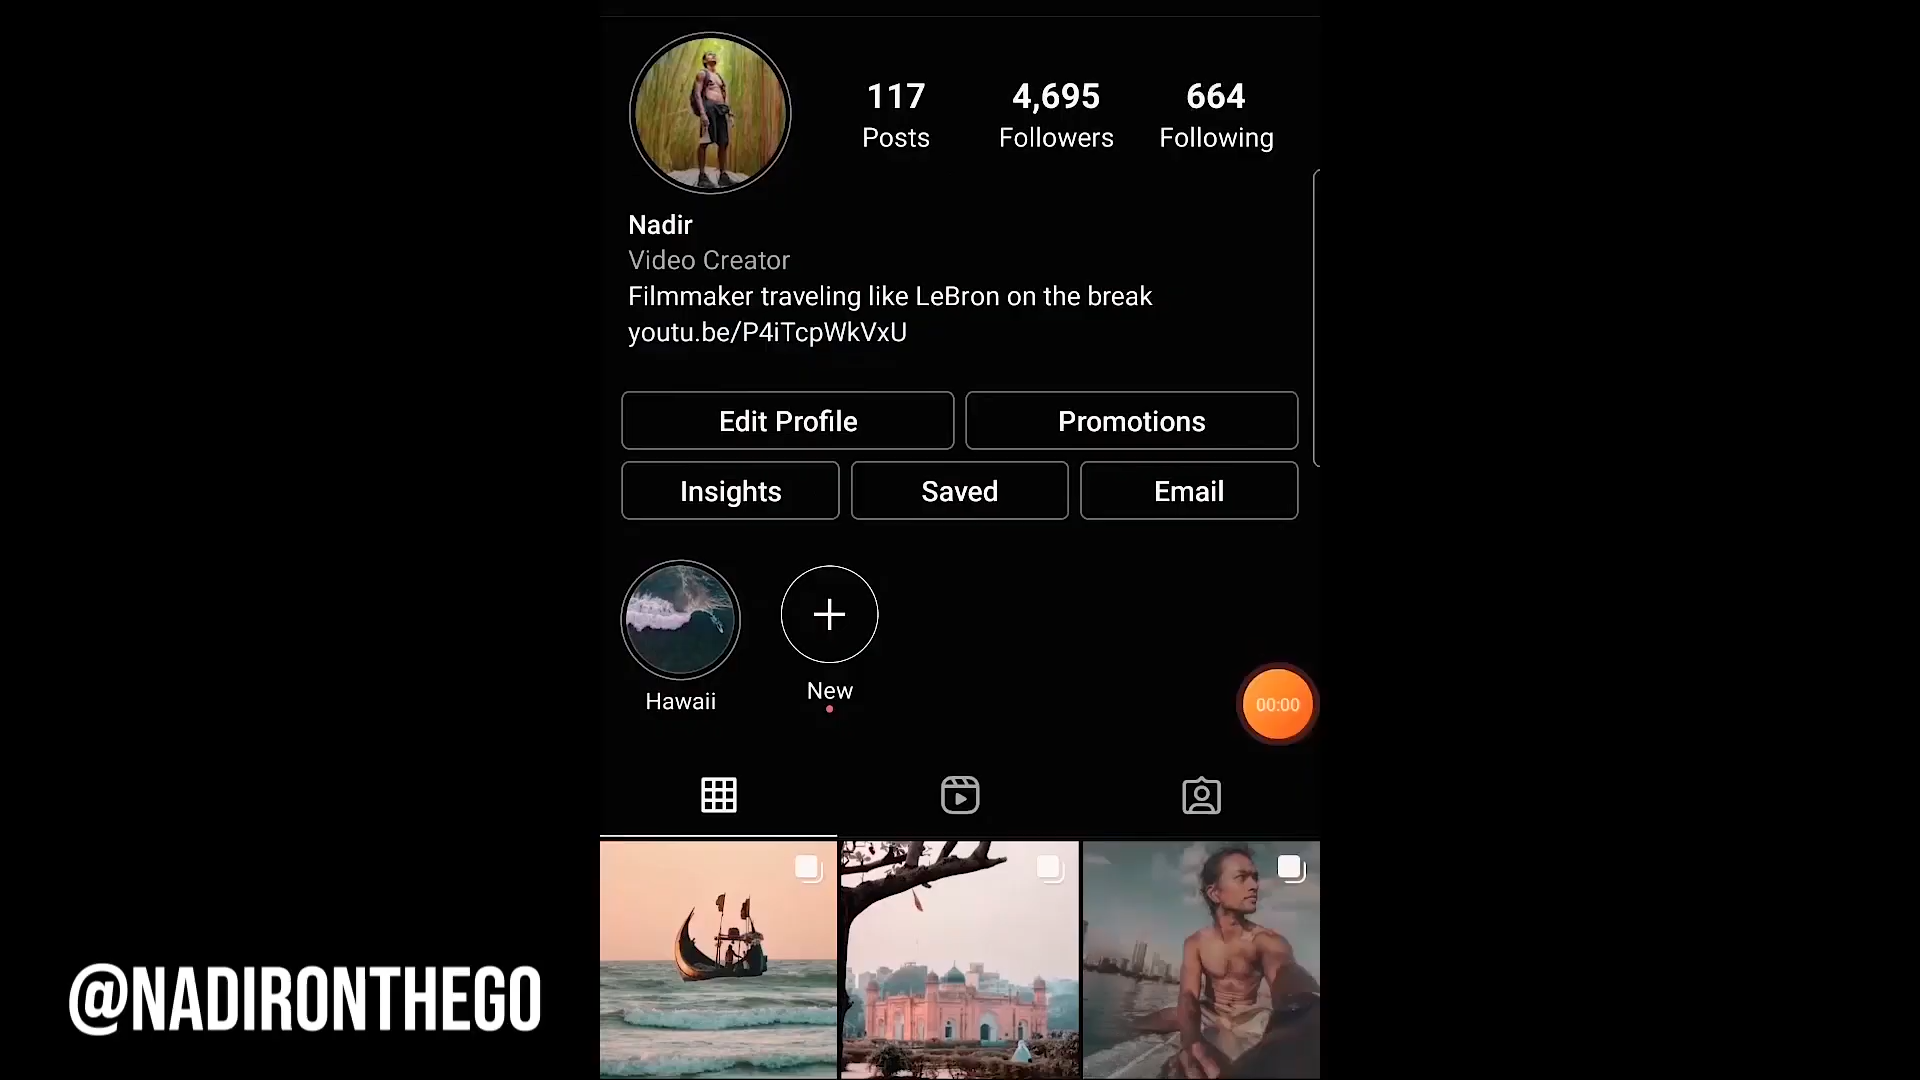 117 4,695 664
Posts Followers Following
Nadir
Video Creator
Filmmaker traveling like LeBron on the break
youtu.be/P4iTcpWkVxU
Edit Profile Promotions
Insights Saved Email
Hawaii New
00:00
@NADIRONTHEGO